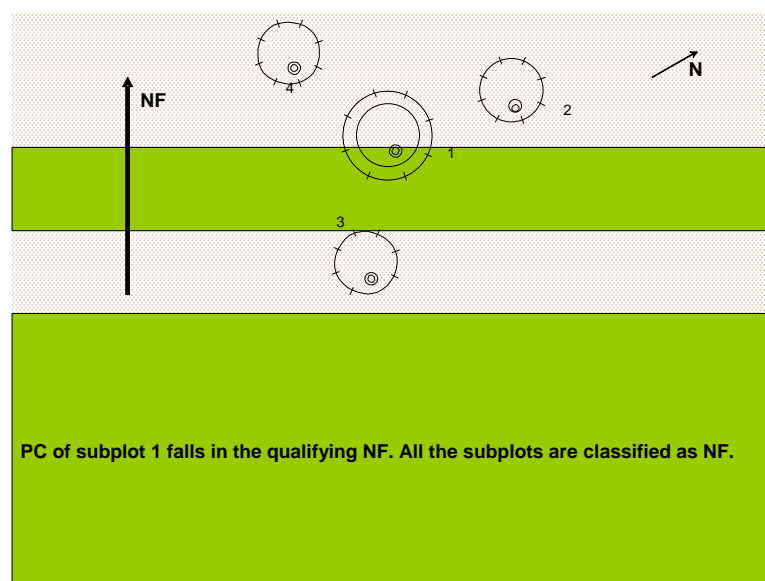 N
4
NF
2
1
3
PC of subplot 1 falls in the qualifying NF. All the subplots are classified as NF.